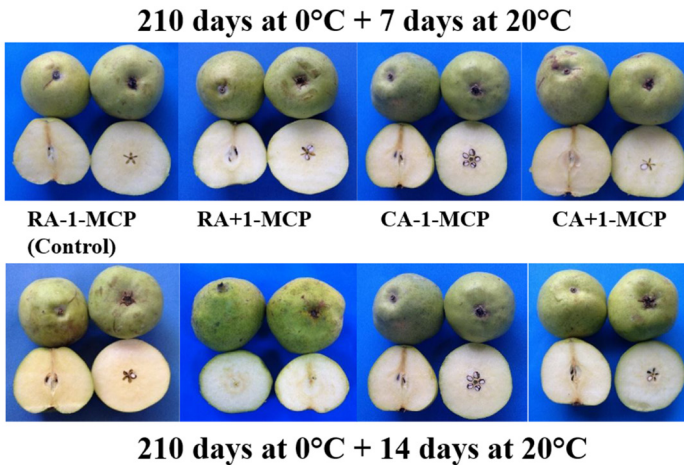 210 days at 0°C + 7 days at 20°C
RA-1-MCP
(Control)
RA+1-MCP
CA-1-MCP
CA+1-MCP
210 days at 0°C + 14 days at 20°C